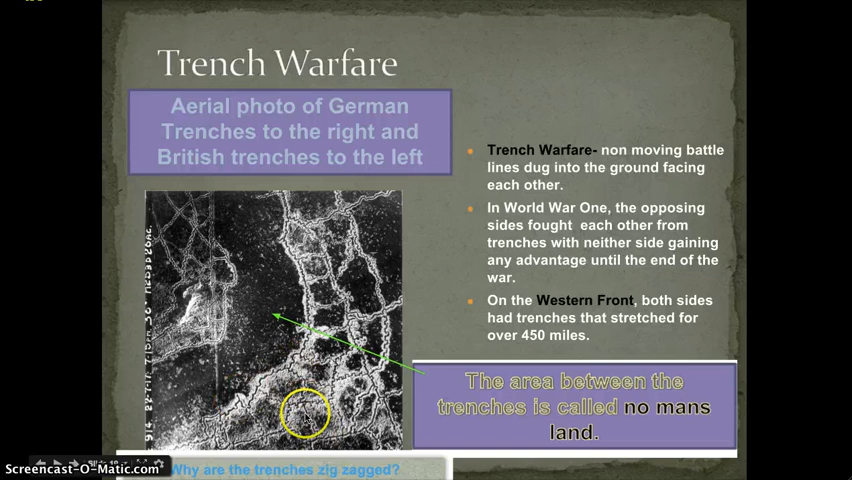 Trench Warfare
Aerial photo of German
Trenches to the right and
British trenches to the left
Trench Warfare- non moving battle
lines dug into the ground facing
each other.
In World War One, the opposing
sides fought each other from
trenches with neither side gaining
any advantage until the end of the
war.
On the Western Front, both sides
had trenches that stretched for
over 450 miles.
The area between the
trenches is called no mans
land.
Why are the trenches zig zagged?
Screencast-O-Matic.com